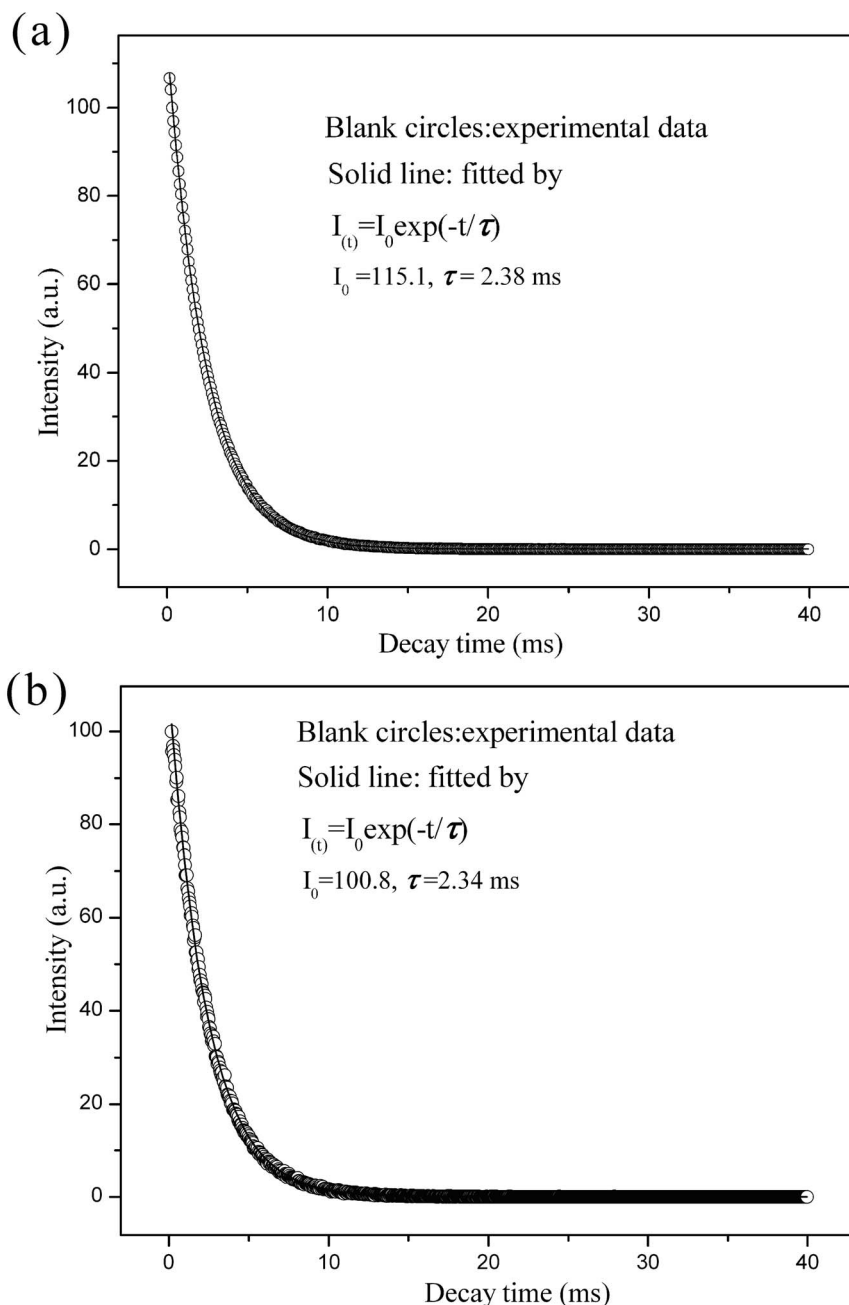 (a)
100
80
60
40
20
0
Intensity (a.u.)
Blank circles:experimental data
Solid line: fitted by
I(t)=I0exp(-t/τ)
I0 =115.1, τ= 2.38 ms
0 10 20 30 40
Decay time (ms)
(b)
100
80
60
40
20
0
Intensity (a.u.)
Blank circles:experimental data
Solid line: fitted by
I(t)=I0exp(-t/τ)
I0=100.8, τ=2.34 ms
0 10 20 30 40
Decay time (ms)